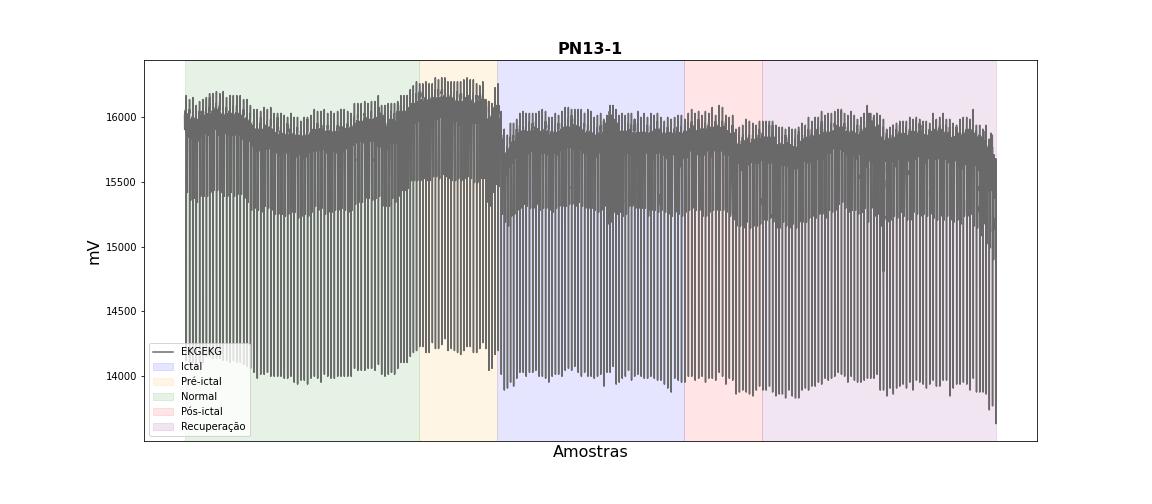 PN13-1
16000
15500
15000
14500
14000
mV
EKGEKG
Ictal
Pré-ictal
Normal
Pós-ictal
Recuperação
Amostras